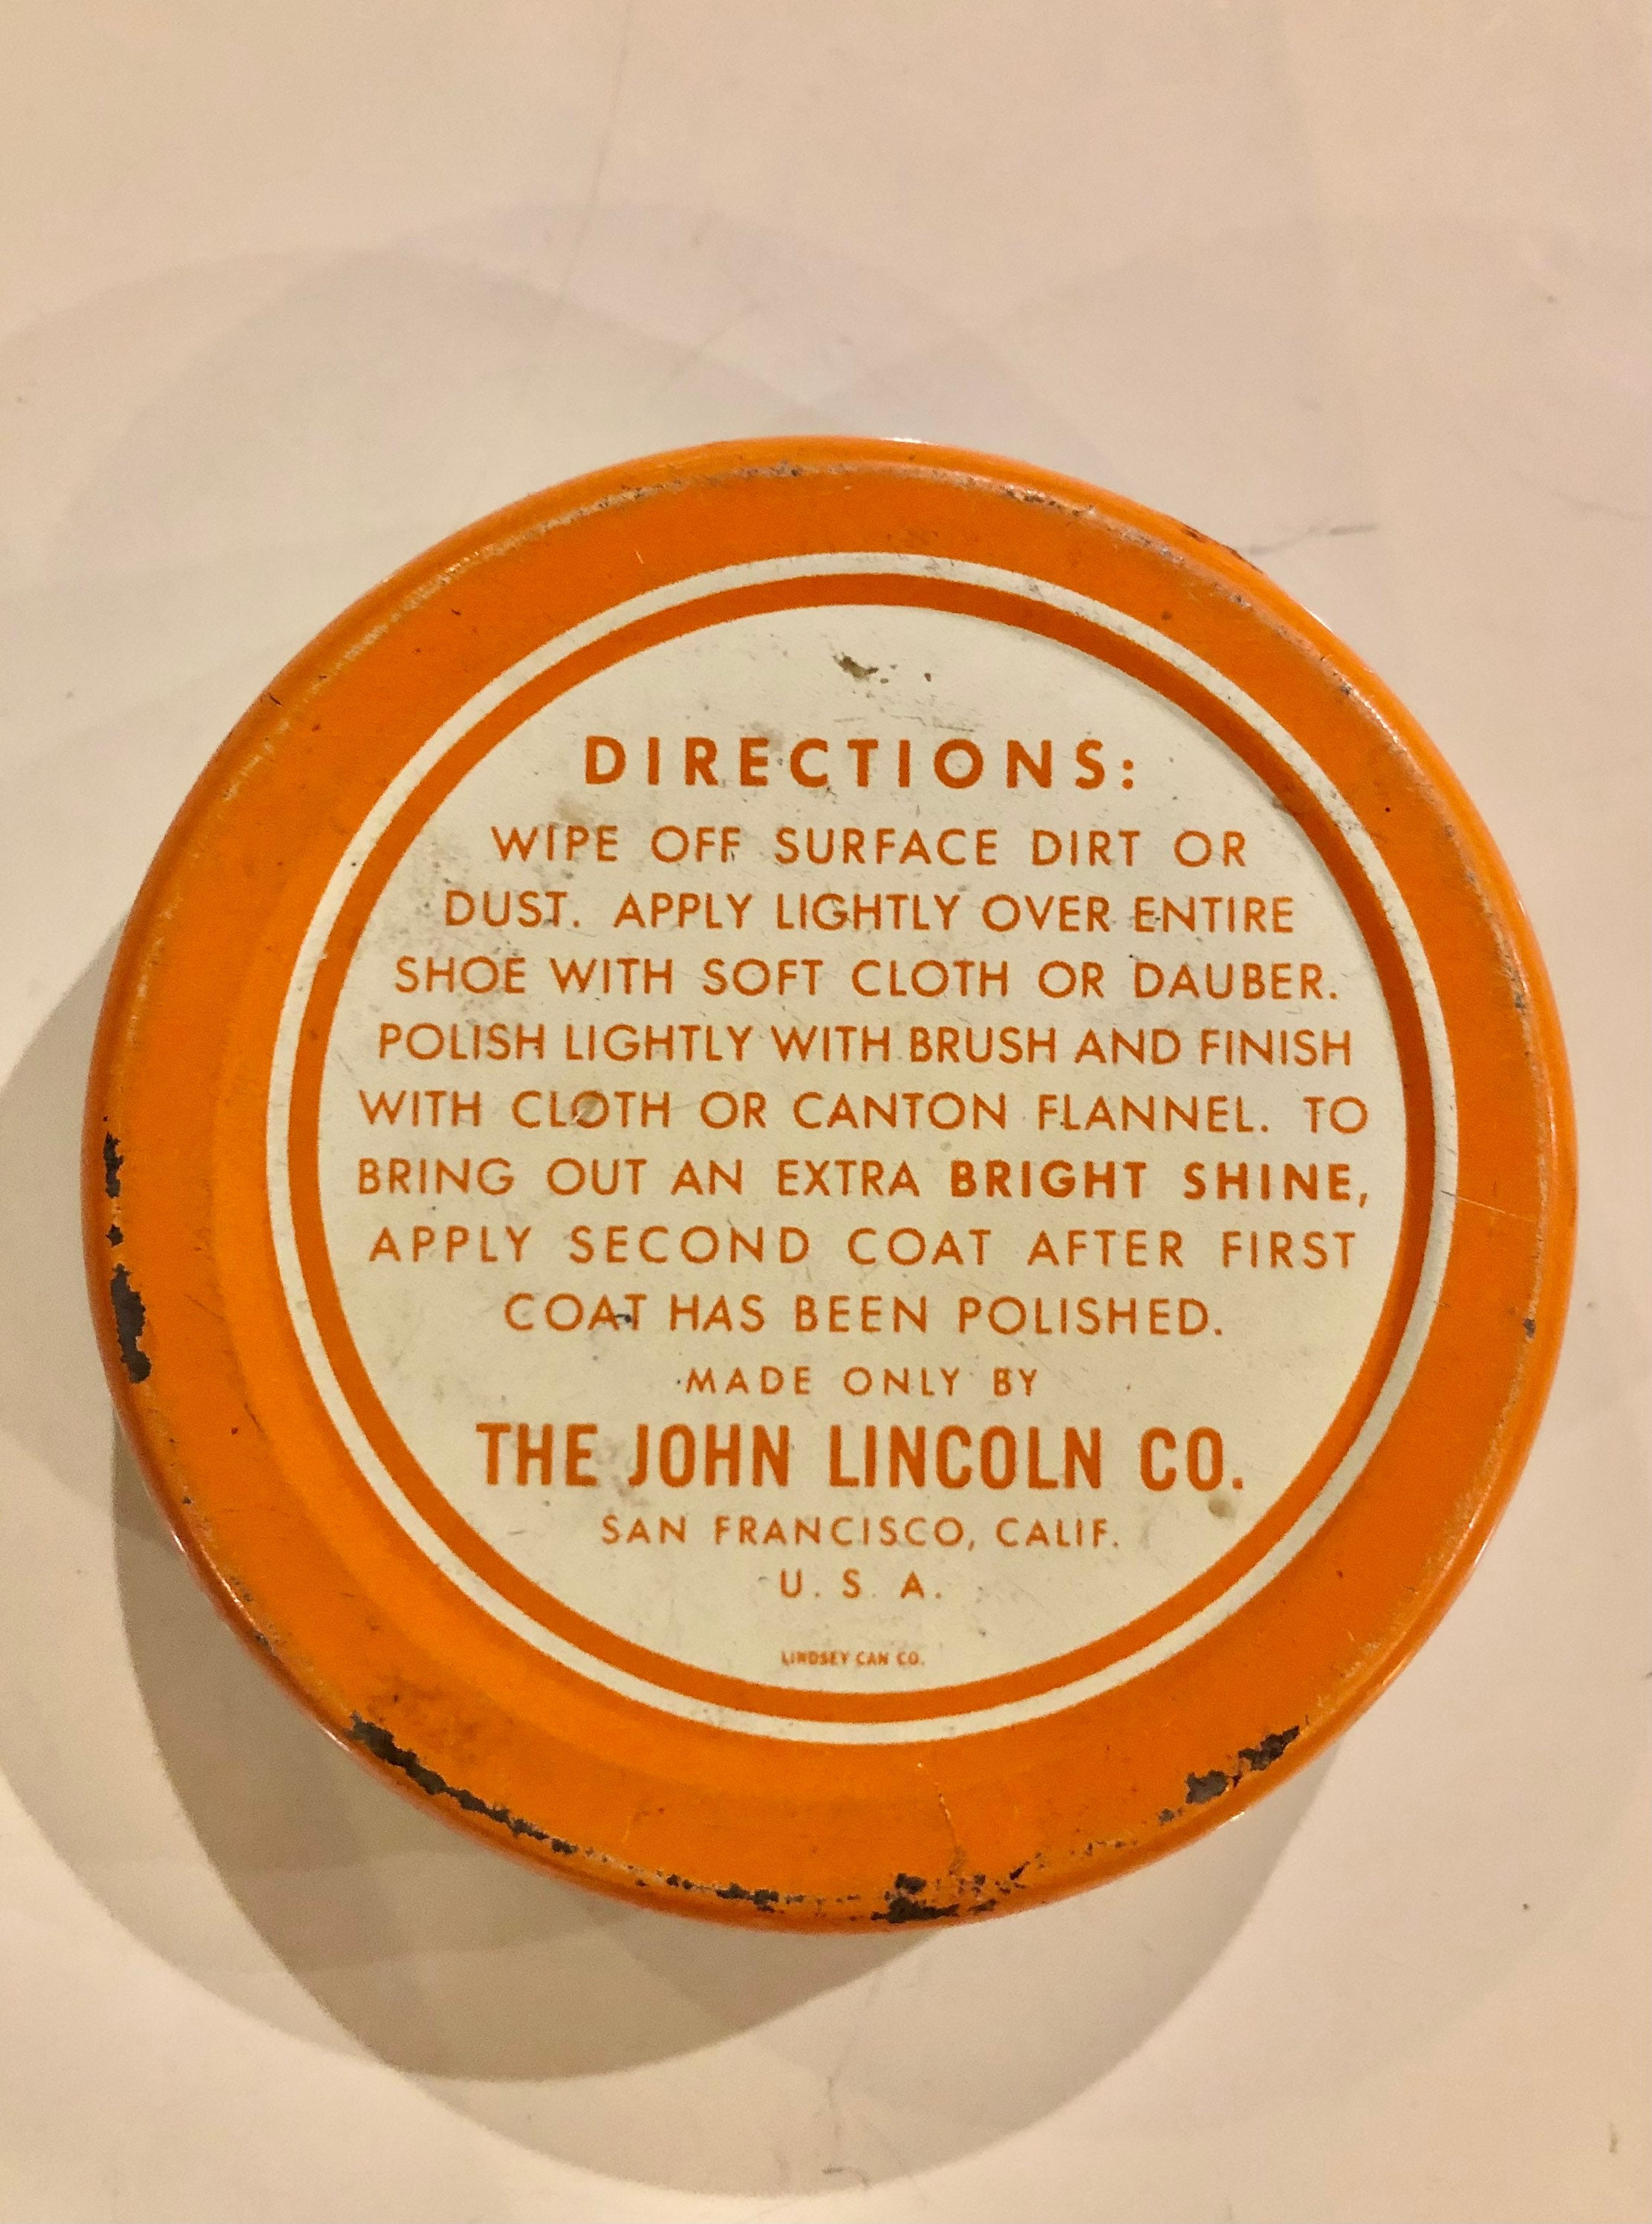 DIRECTIONS:
WIPE OFF SURFACE DIRT OR
DUST. APPLY LIGHTLY OVER ENTIRE
SHOE WITH SOFT CLOTH OR DAUBER.
POLISH LIGHTLY WITH BRUSH AND FINISH
WITH CLOTH OR CANTON FLANNEL. TO
BRING OUT AN EXTRA BRIGHT SHINE,
APPLY SECOND COAT AFTER FIRST
COAT HAS BEEN POLISHED.
MADE ONLY BY
THE JOHN LINCOLN CO.
SAN FRANCISCO, CALIF.
U. S. A.
LINDSEY CAN CO.